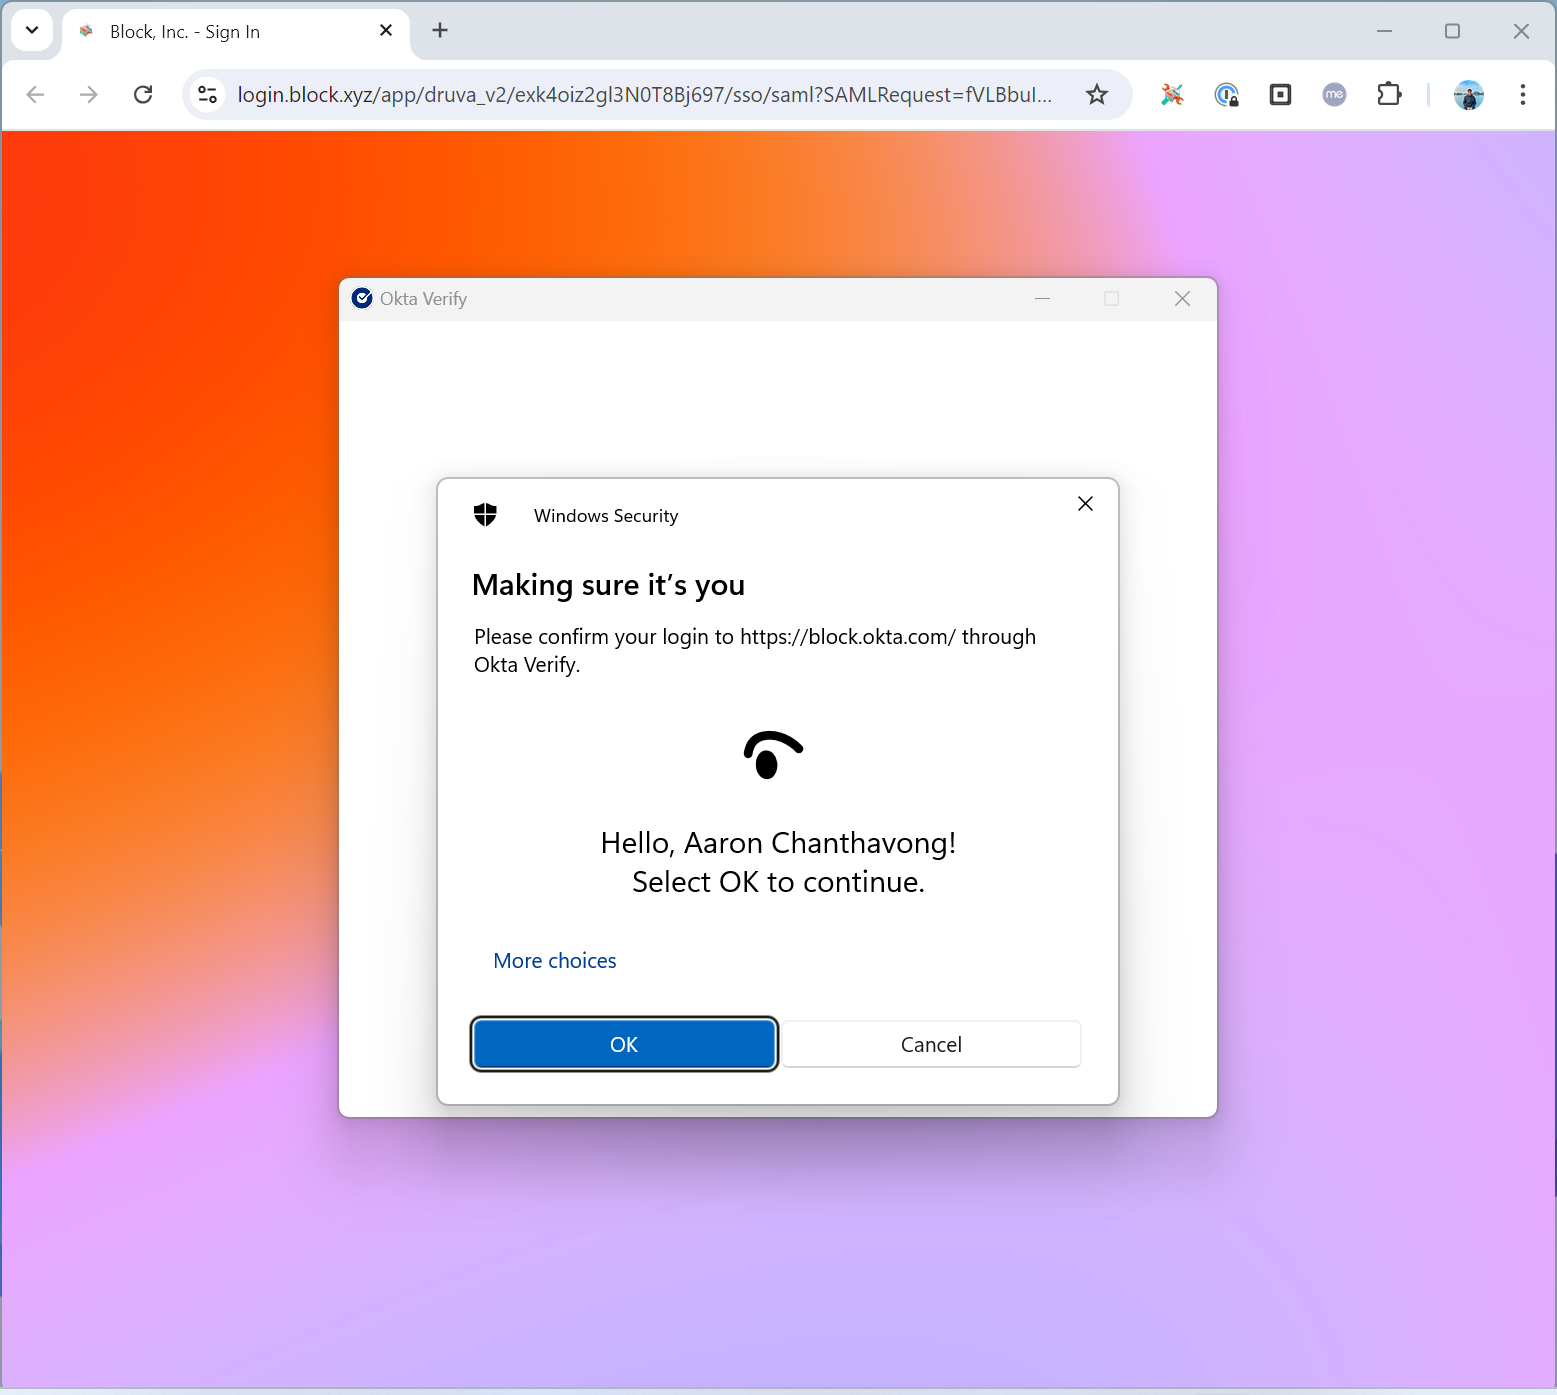 Block, Inc. - Sign In
login.block.xyz/app/druva_v2/exk4oiz2gl3N0T8Bj697/sso/saml?SAMLRequest=fVLBbuI...
me
Okta Verify
Windows Security
Making sure it’s you
Please confirm your login to https://block.okta.com/ through
Okta Verify.
Hello, Aaron Chanthavong!
Select OK to continue.
More choices
OK
Cancel